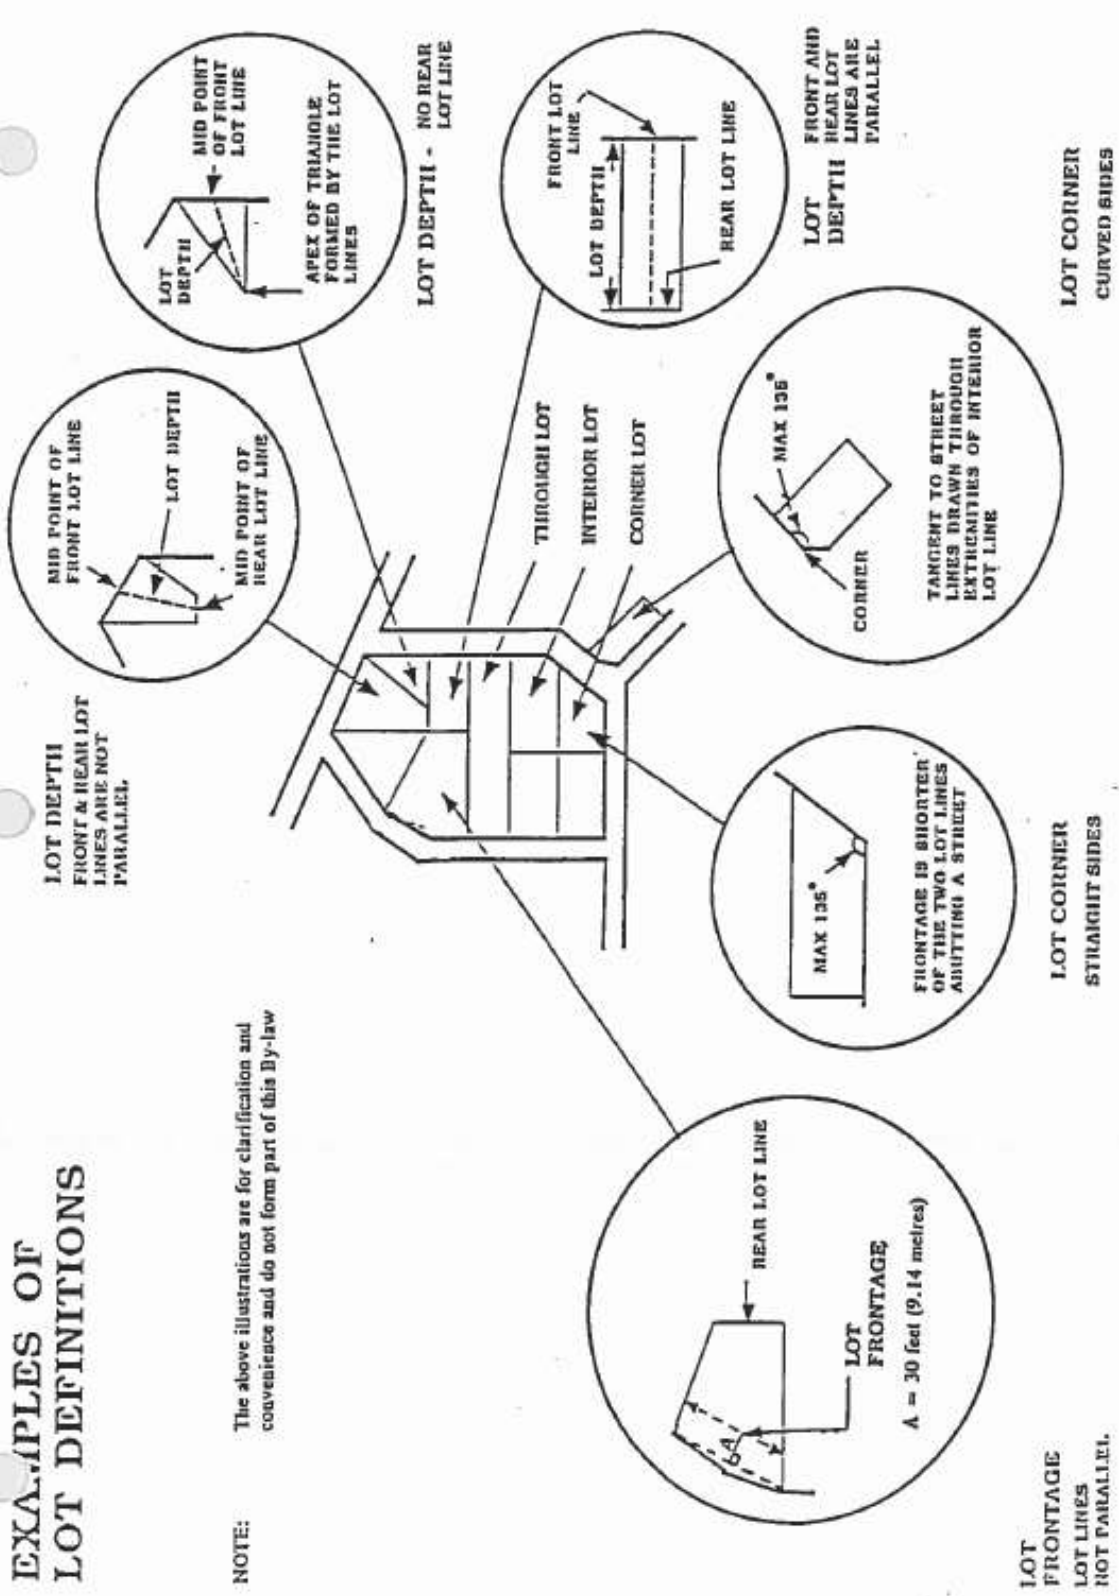 EXAMPLES OF
LOT DEFINITIONS
NOTE:
The above illustrations are for clarification and
convenience and do not form part of this By-law
LOT DEPTH
FRONT & REAR LOT
LINES ARE NOT
PARALLEL
MID POINT OF
FRONT LOT LINE
LOT DEPTH
MID POINT OF
REAR LOT LINE
LOT
DEPTH
MID POINT
OF FRONT
LOT LINE
APEX OF TRIANGLE
FORMED BY THE LOT
LINES
LOT DEPTH - NO REAR
LOT LINE
FRONT LOT
LINE
LOT DEPTH
REAR LOT LINE
LOT
DEPTH
FRONT AND
REAR LOT
LINES ARE
PARALLEL
THROUGH LOT
INTERIOR LOT
CORNER LOT
MAX 135°
CORNER
TANGENT TO STREET
LINES DRAWN THROUGH
EXTREMITIES OF INTERIOR
LOT LINE
LOT CORNER
CURVED SIDES
MAX 135°
FRONTAGE IS SHORTER
OF THE TWO LOT LINES
ABUTTING A STREET
LOT CORNER
STRAIGHT SIDES
REAR LOT LINE
A
LOT
FRONTAGE
A = 30 feet (9.14 metres)
LOT
FRONTAGE
LOT LINES
NOT PARALLEL